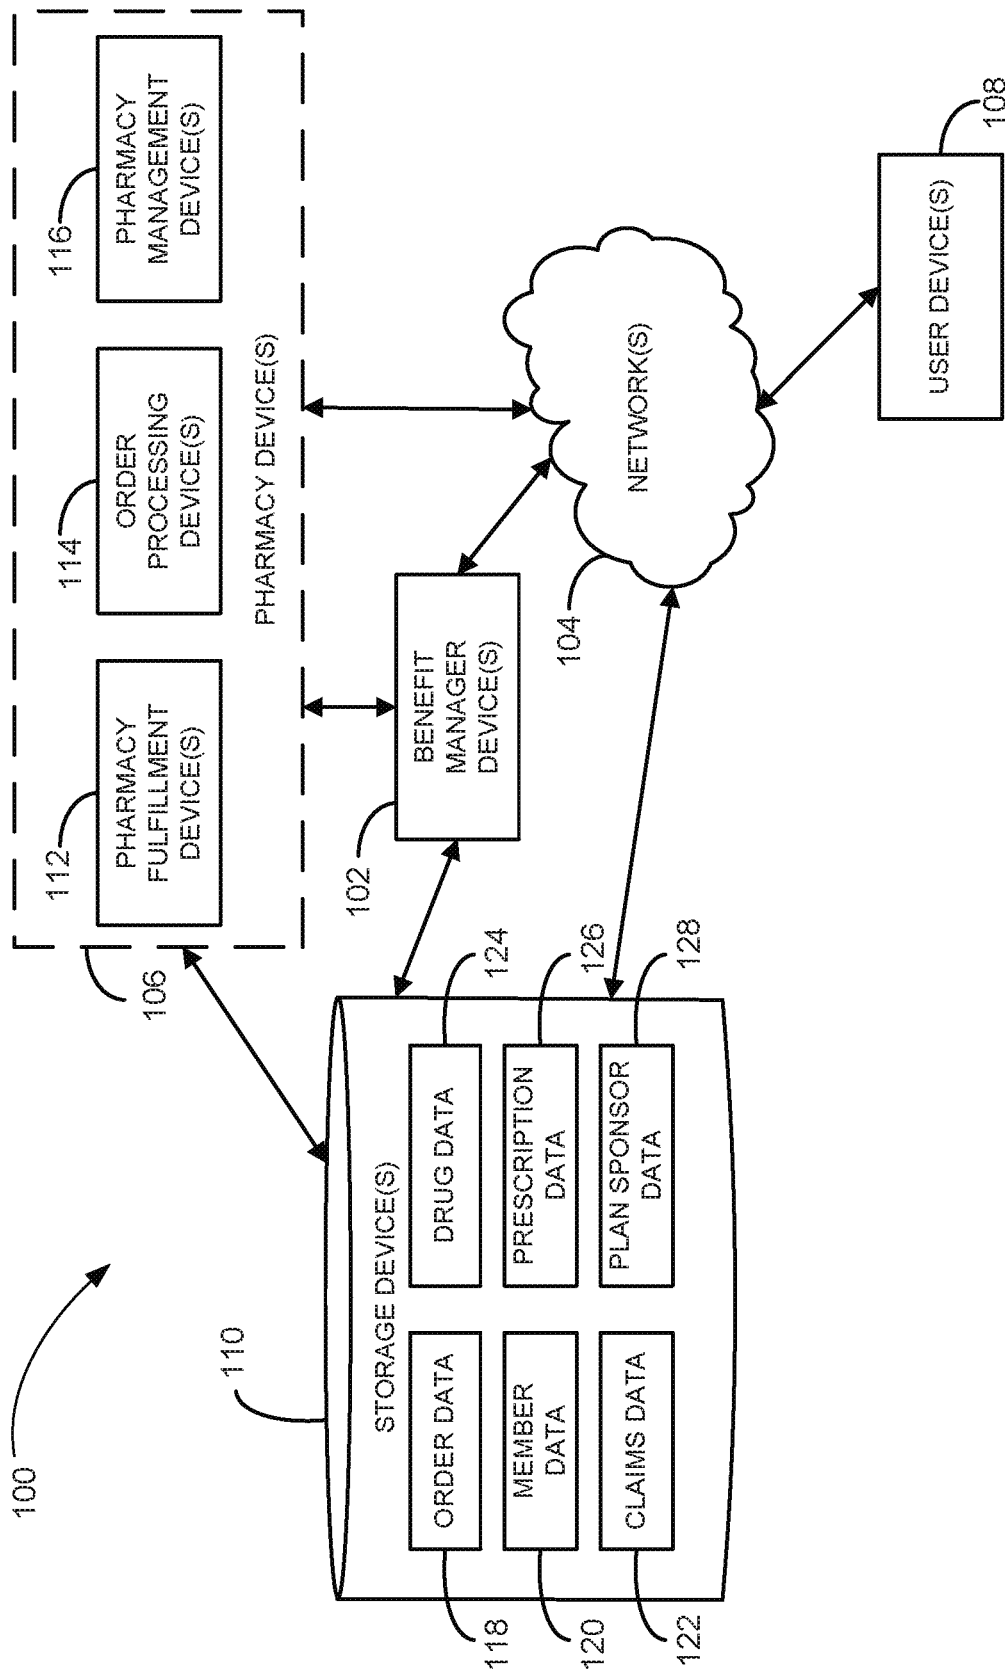 100
110
STORAGE DEVICE(S)
118
ORDER DATA
DRUG DATA
124
120
MEMBER
DATA
PRESCRIPTION
DATA
126
122
CLAIMS DATA
PLAN SPONSOR
DATA
128
106
112
PHARMACY
FULFILLMENT
DEVICE(S)
114
ORDER
PROCESSING
DEVICE(S)
116
PHARMACY
MANAGEMENT
DEVICE(S)
PHARMACY DEVICE(S)
102
BENEFIT
MANAGER
DEVICE(S)
104
NETWORK(S)
108
USER DEVICE(S)